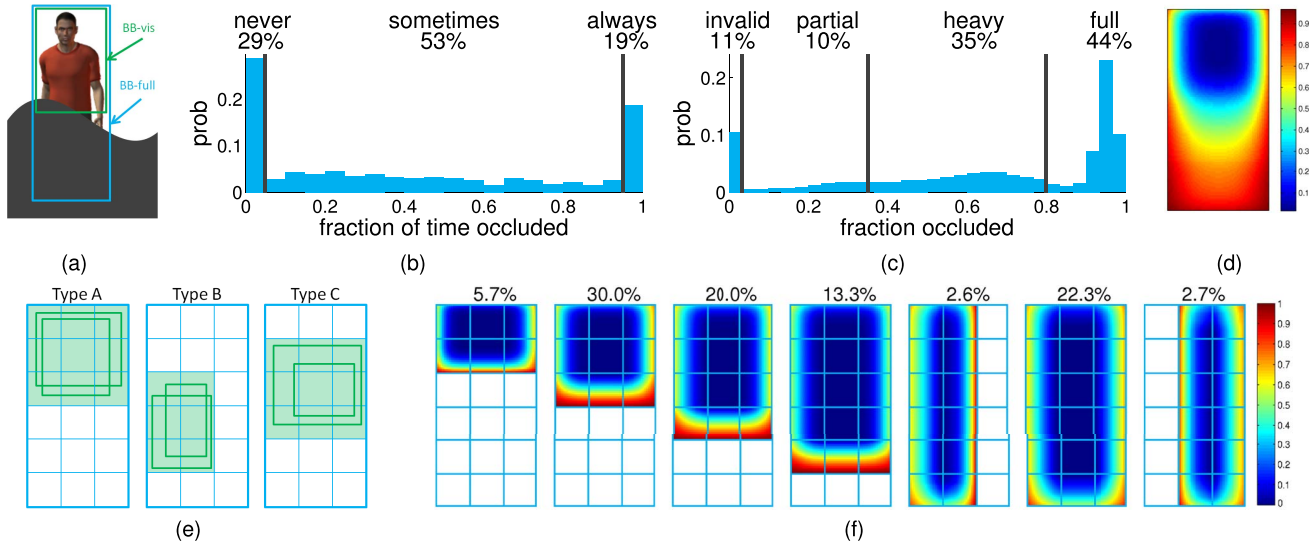 BB-vis
BB-full
(a)
never sometimes always
29% 53% 19%
prob
0.2
0.1
0
0 0.2 0.4 0.6 0.8 1
fraction of time occluded
(b)
invalid partial heavy full
11% 10% 35% 44%
prob
0.2
0.1
0
0 0.2 0.4 0.6 0.8 1
fraction occluded
(c)
0.9
0.8
0.7
0.6
0.5
0.4
0.3
0.2
0.1
(d)
Type A Type B Type C
(e)
5.7% 30.0% 20.0% 13.3% 2.6% 22.3% 2.7%
1
0.9
0.8
0.7
0.6
0.5
0.4
0.3
0.2
0.1
0
(f)